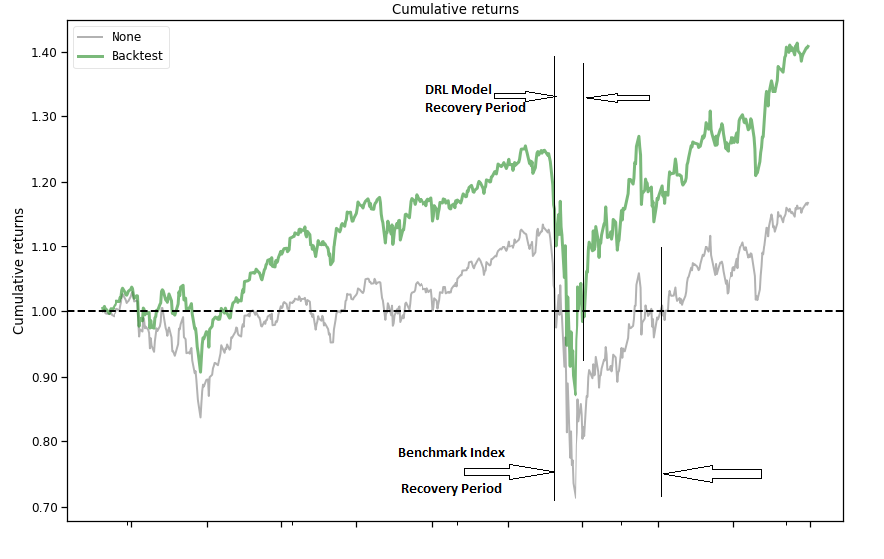 Cumulative returns
None
Backtest
DRL Model
Recovery Period
Benchmark Index
Recovery Period
Cumulative returns
1.40
1.30
1.20
1.10
1.00
0.90
0.80
0.70